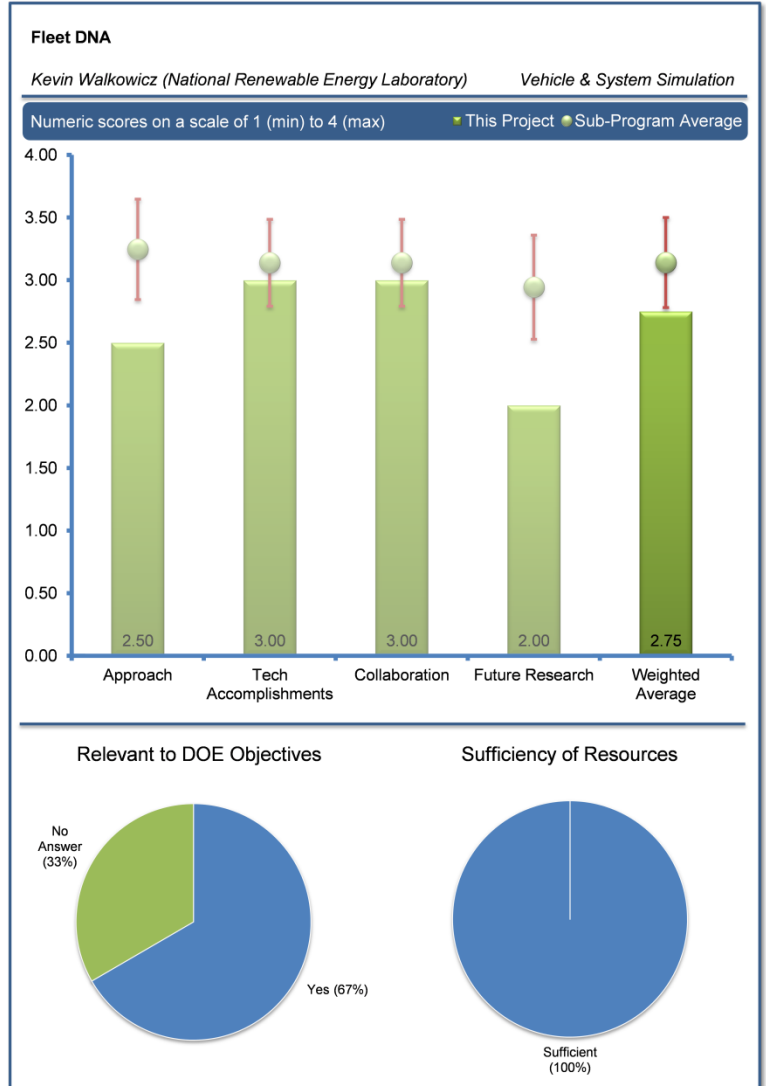 Fleet DNA
Kevin Walkowicz (National Renewable Energy Laboratory) Vehicle & System Simulation
Numeric scores on a scale of 1 (min) to 4 (max) This Project Sub-Program Average
4.00
3.50
3.00
2.50
2.00
1.50
1.00
0.50
0.00
2.50 3.00 3.00 2.00 2.75
Approach Tech Collaboration Future Research Weighted
Accomplishments Average
Relevant to DOE Objectives Sufficiency of Resources
No
Answer
(33%)
Yes (67%)
Sufficient
(100%)